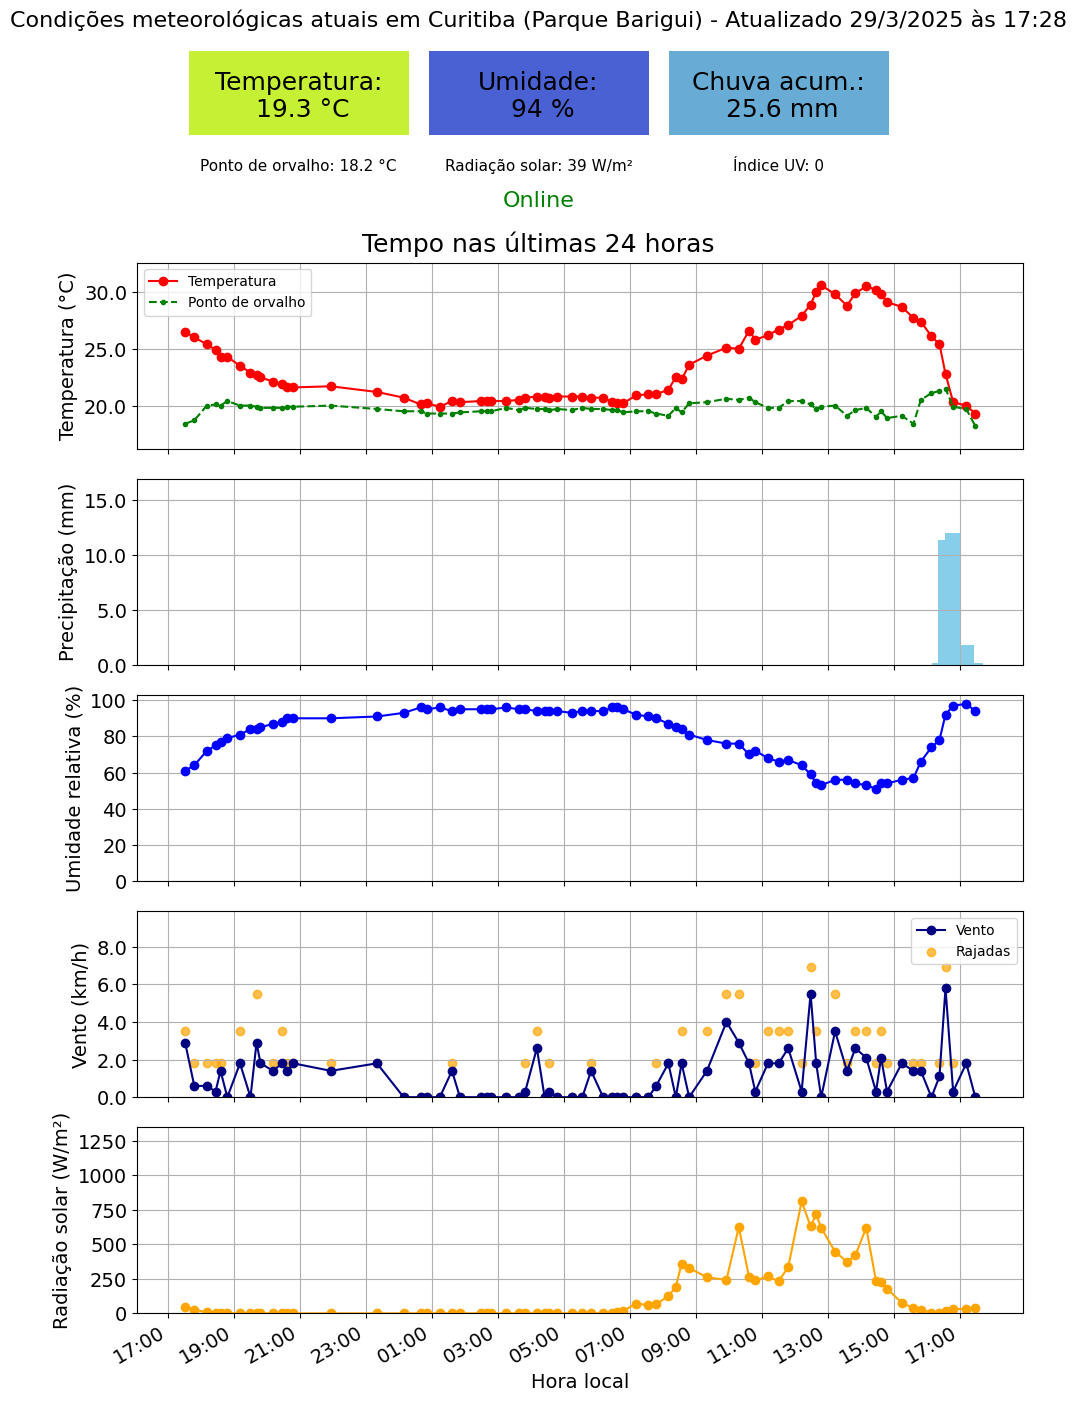 Condições meteorológicas atuais em Curitiba (Parque Barigui) - Atualizado 29/3/2025 às 17:28
Temperatura:
19.3 °C
Umidade:
94 %
Chuva acum.:
25.6 mm
Ponto de orvalho: 18.2 °C
Radiação solar: 39 W/m²
Índice UV: 0
Online
Tempo nas últimas 24 horas
Temperatura (°C)
30.0
25.0
20.0
Temperatura
Ponto de orvalho
Precipitação (mm)
15.0
10.0
5.0
0.0
Umidade relativa (%)
100
80
60
40
20
0
Vento (km/h)
8.0
6.0
4.0
2.0
0.0
Vento
Rajadas
Radiação solar (W/m²)
1250
1000
750
500
250
0
17:00
19:00
21:00
23:00
01:00
03:00
05:00
07:00
09:00
11:00
13:00
15:00
17:00
Hora local